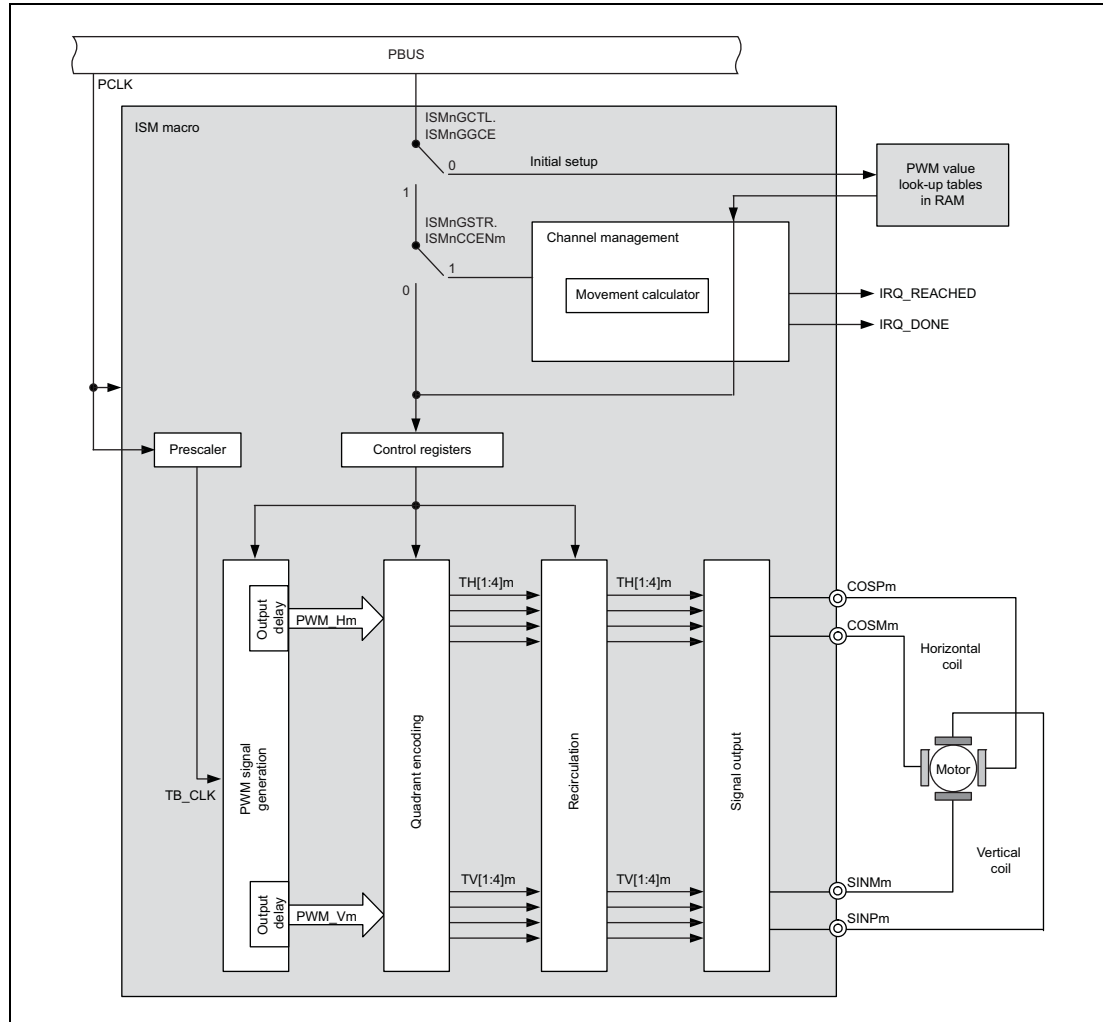 PBUS
PCLK
ISM macro
ISMnGCTL.
ISMnGGCE
0
Initial setup
1
PWM value
look-up tables
in RAM
ISMnGSTR.
ISMnCCENm
1
0
Channel management
Movement calculator
IRQ_REACHED
IRQ_DONE
Prescaler
Control registers
TB_CLK
PWM signal
generation
Output
delay
PWM_Hm
Output
delay
PWM_Vm
Quadrant encoding
TH[1:4]m
TV[1:4]m
Recirculation
TH[1:4]m
TV[1:4]m
Signal output
COSPm
COSMm
Horizontal
coil
Motor
Vertical
coil
SINMm
SINPm